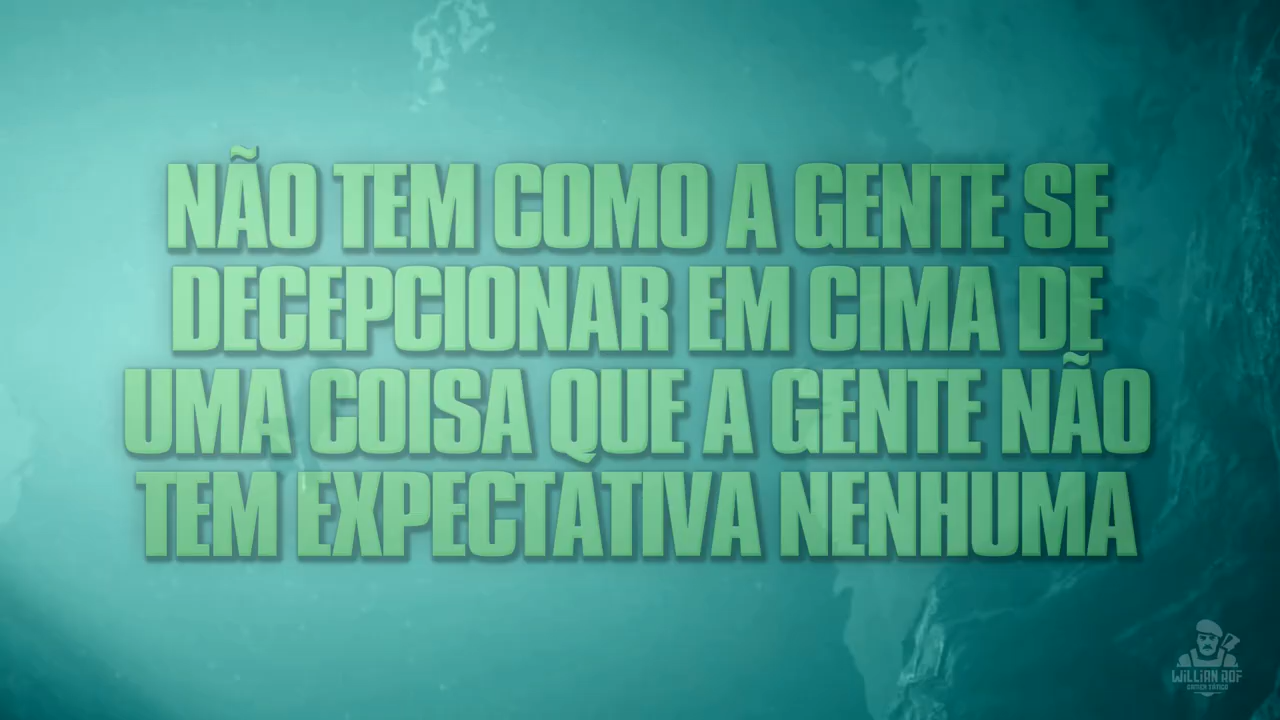 NÃO TEM COMO A GENTE SE
DECEPCIONAR EM CIMA DE
UMA COISA QUE A GENTE NÃO
TEM EXPECTATIVA NENHUMA
WILLIAN ROF